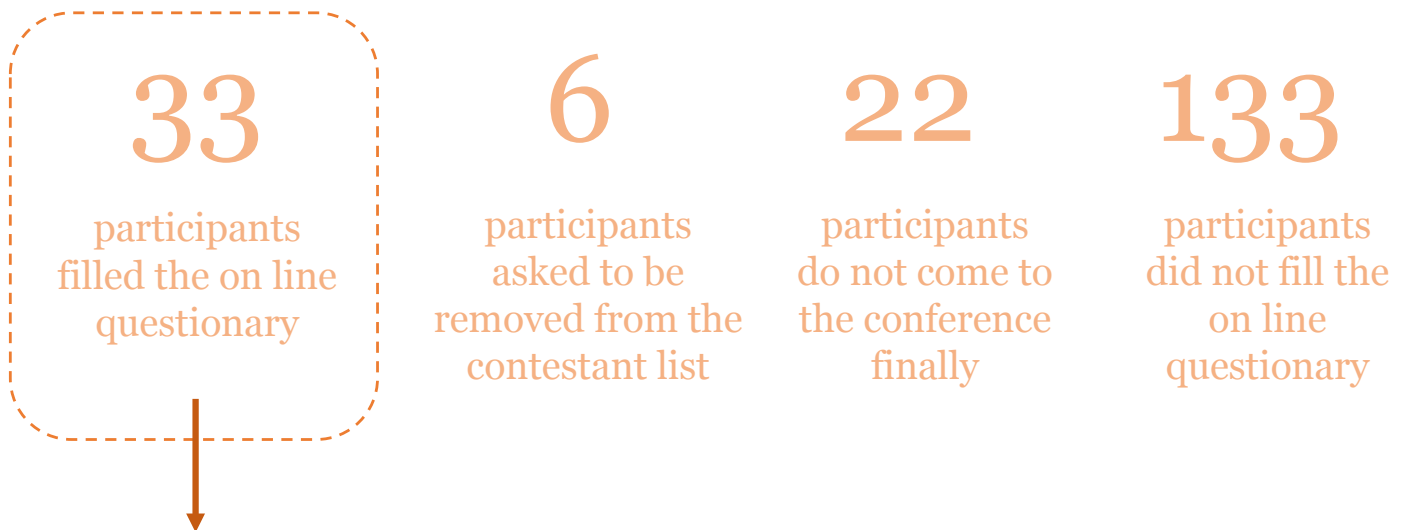 33
participants
filled the on line
questionary
6
participants
asked to be
removed from the
contestant list
22
participants
do not come to
the conference
finally
133
participants
did not fill the
on line
questionary